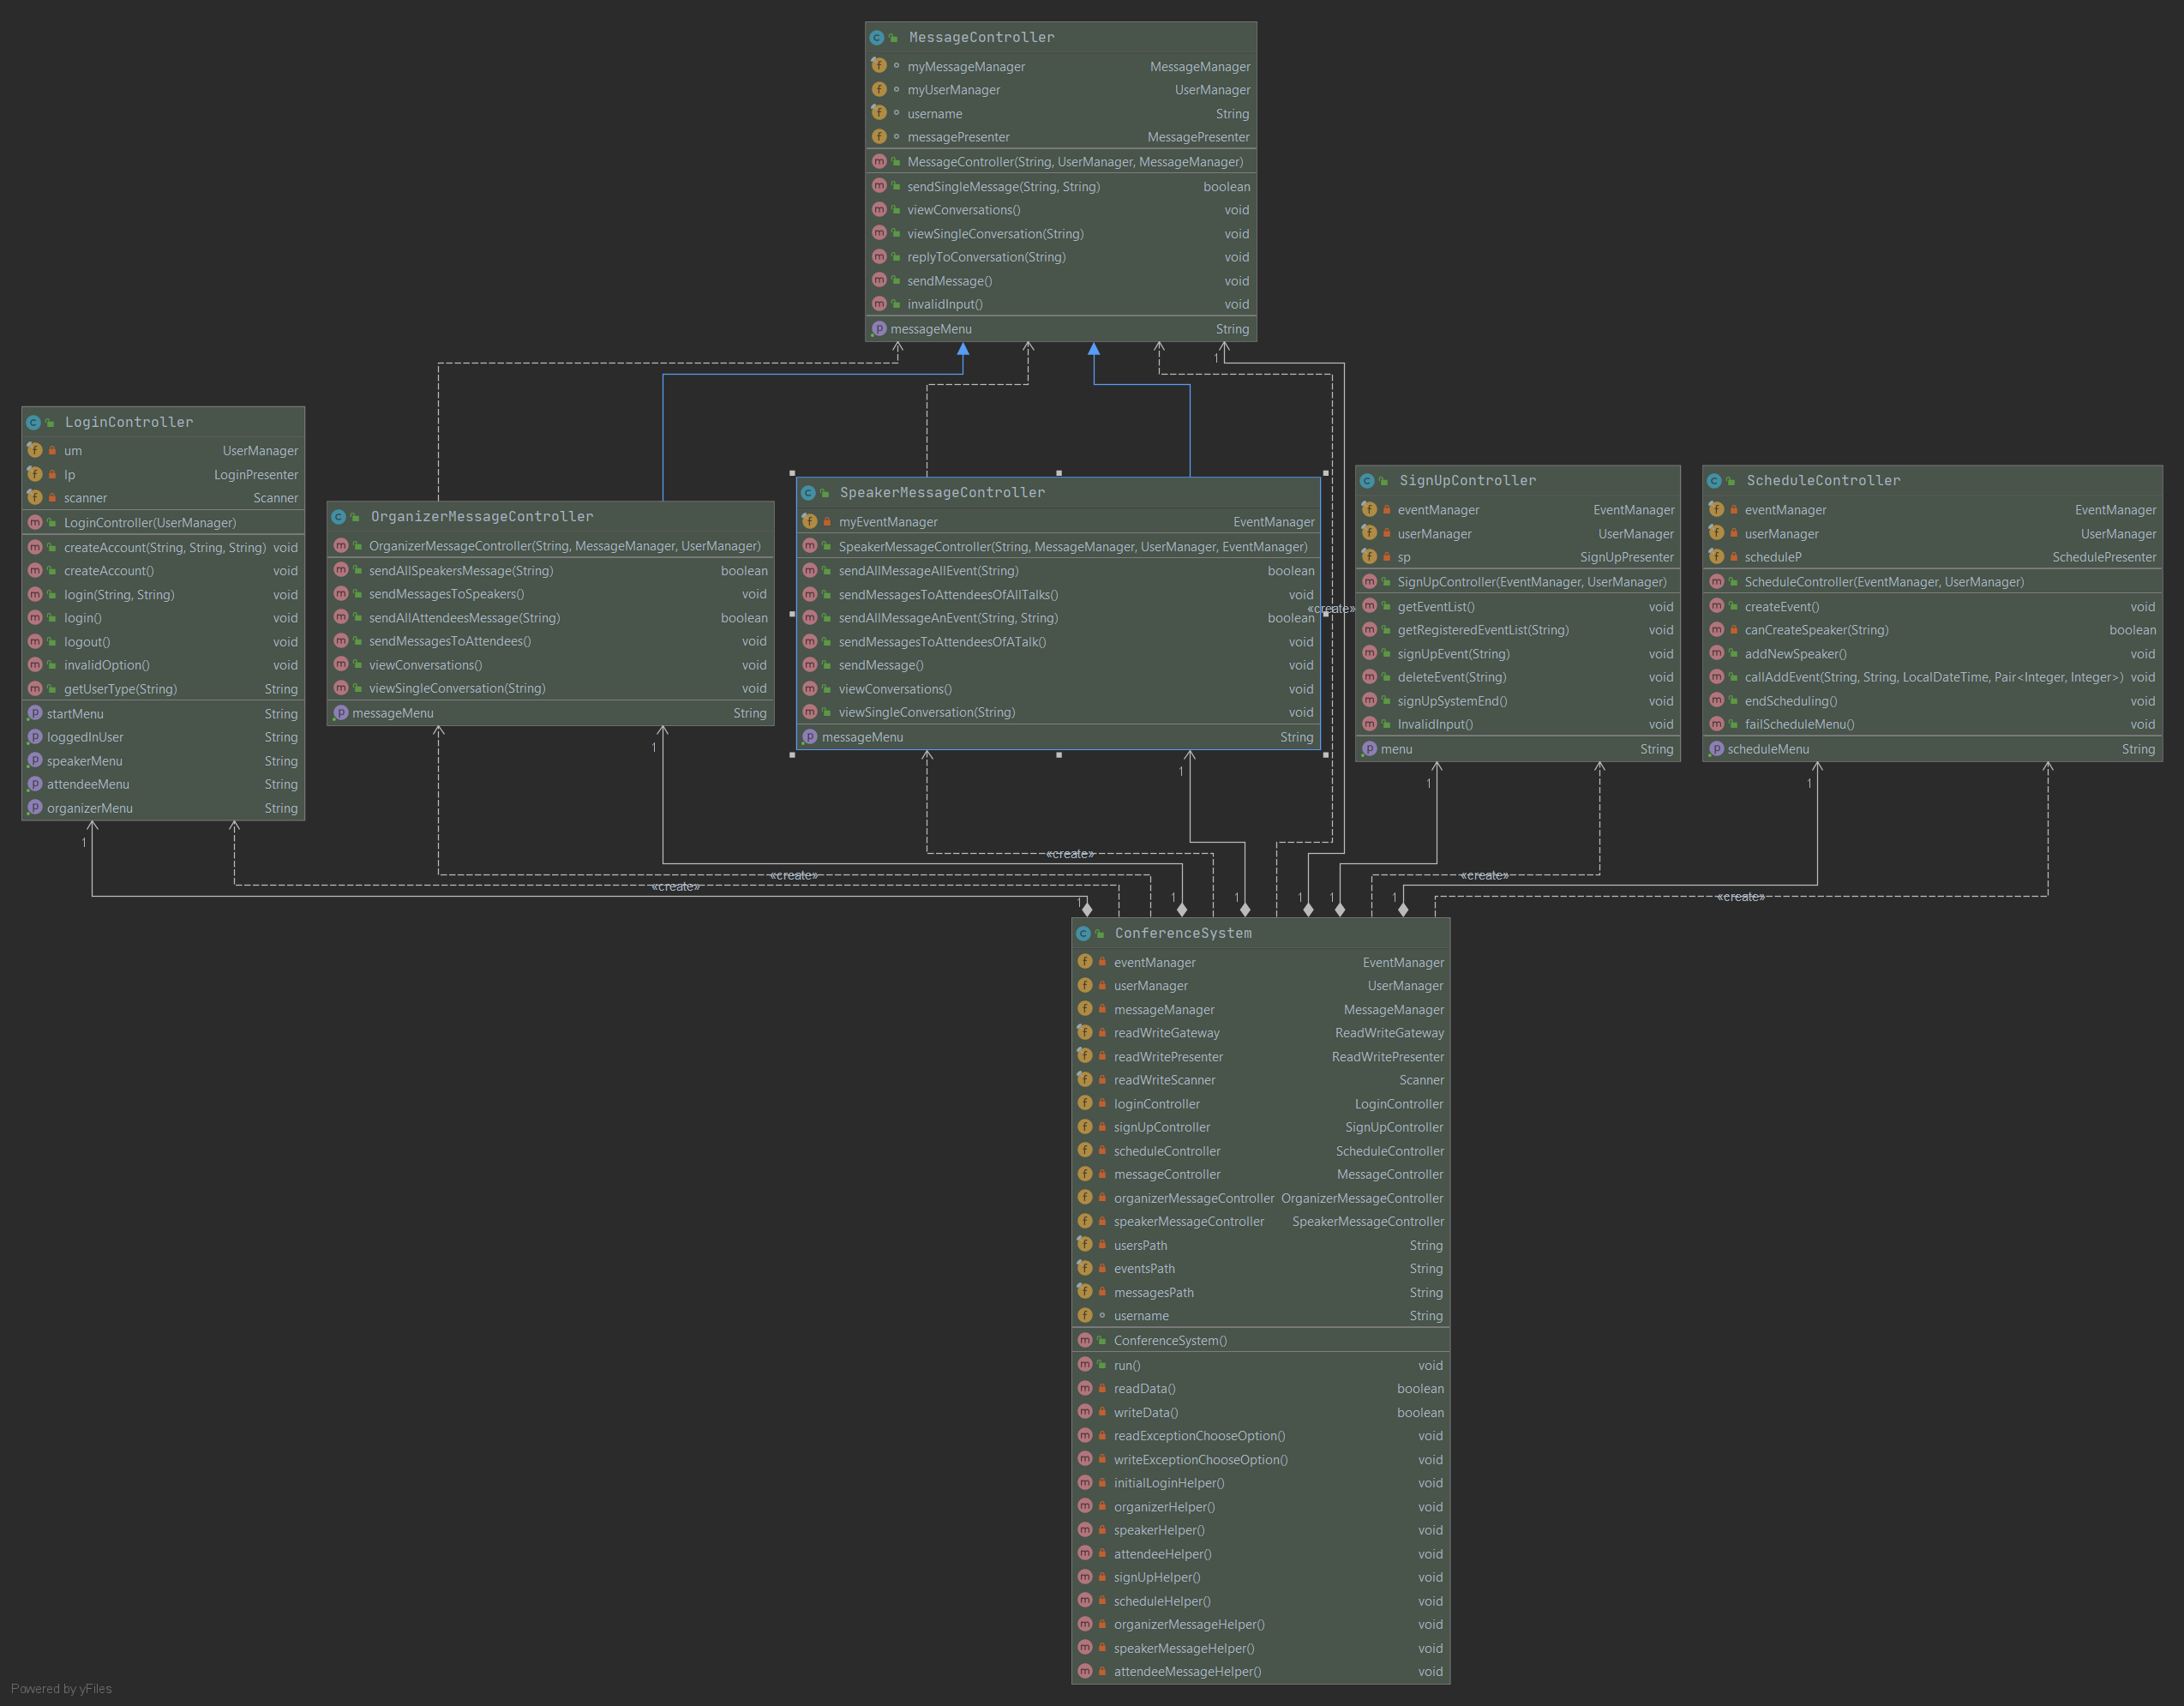 MessageController
myMessageManager MessageManager
myUserManager UserManager
username String
messagePresenter MessagePresenter
MessageController(String, UserManager, MessageManager)
sendSingleMessage(String, String) boolean
viewConversations() void
viewSingleConversation(String) void
replyToConversation(String) void
sendMessage() void
invalidInput() void
messageMenu String
1
LoginController
um UserManager
lp LoginPresenter
scanner Scanner
LoginController(UserManager)
createAccount(String, String, String) void
createAccount() void
login(String, String) void
login() void
logout() void
invalidOption() void
getUserType(String) String
startMenu String
loggedInUser String
speakerMenu String
attendeeMenu String
organizerMenu String
1
OrganizerMessageController
OrganizerMessageController(String, MessageManager, UserManager)
sendAllSpeakersMessage(String) boolean
sendMessagesToSpeakers() void
sendAllAttendeesMessage(String) boolean
sendMessagesToAttendees() void
viewConversations() void
viewSingleConversation(String) void
messageMenu String
1
SpeakerMessageController
myEventManager EventManager
SpeakerMessageController(String, MessageManager, UserManager, EventManager)
sendAllMessageAllEvent(String) boolean
sendMessagesToAttendeesOfAllTalks() void
sendAllMessageAnEvent(String, String) boolean
sendMessagesToAttendeesOfATalk() void
sendMessage() void
viewConversations() void
viewSingleConversation(String) void
messageMenu String
1
«create»
SignUpController
eventManager EventManager
userManager UserManager
sp SignUpPresenter
SignUpController(EventManager, UserManager)
getEventList() void
getRegisteredEventList(String) void
signUpEvent(String) void
deleteEvent(String) void
signUpSystemEnd() void
InvalidInput() void
menu String
1
ScheduleController
eventManager EventManager
userManager UserManager
scheduleP SchedulePresenter
ScheduleController(EventManager, UserManager)
createEvent() void
canCreateSpeaker(String) boolean
addNewSpeaker() void
callAddEvent(String, String, LocalDateTime, Pair<Integer, Integer>) void
endScheduling() void
failScheduleMenu() void
scheduleMenu String
1
«create»
«create»
«create»
«create»
«create»
1
1
1
1
1
1
ConferenceSystem
eventManager EventManager
userManager UserManager
messageManager MessageManager
readWriteGateway ReadWriteGateway
readWritePresenter ReadWritePresenter
readWriteScanner Scanner
loginController LoginController
signUpController SignUpController
scheduleController ScheduleController
messageController MessageController
organizerMessageController OrganizerMessageController
speakerMessageController SpeakerMessageController
usersPath String
eventsPath String
messagesPath String
username String
ConferenceSystem()
run() void
readData() boolean
writeData() boolean
readExceptionChooseOption() void
writeExceptionChooseOption() void
initialLoginHelper() void
organizerHelper() void
speakerHelper() void
attendeeHelper() void
signUpHelper() void
scheduleHelper() void
organizerMessageHelper() void
speakerMessageHelper() void
attendeeMessageHelper() void
Powered by yFiles